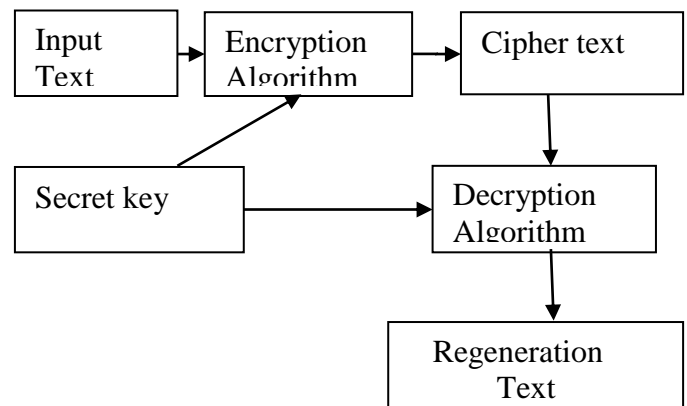 Input
Text
Encryption
Algorithm
Cipher text
Secret key
Decryption
Algorithm
Regeneration
Text